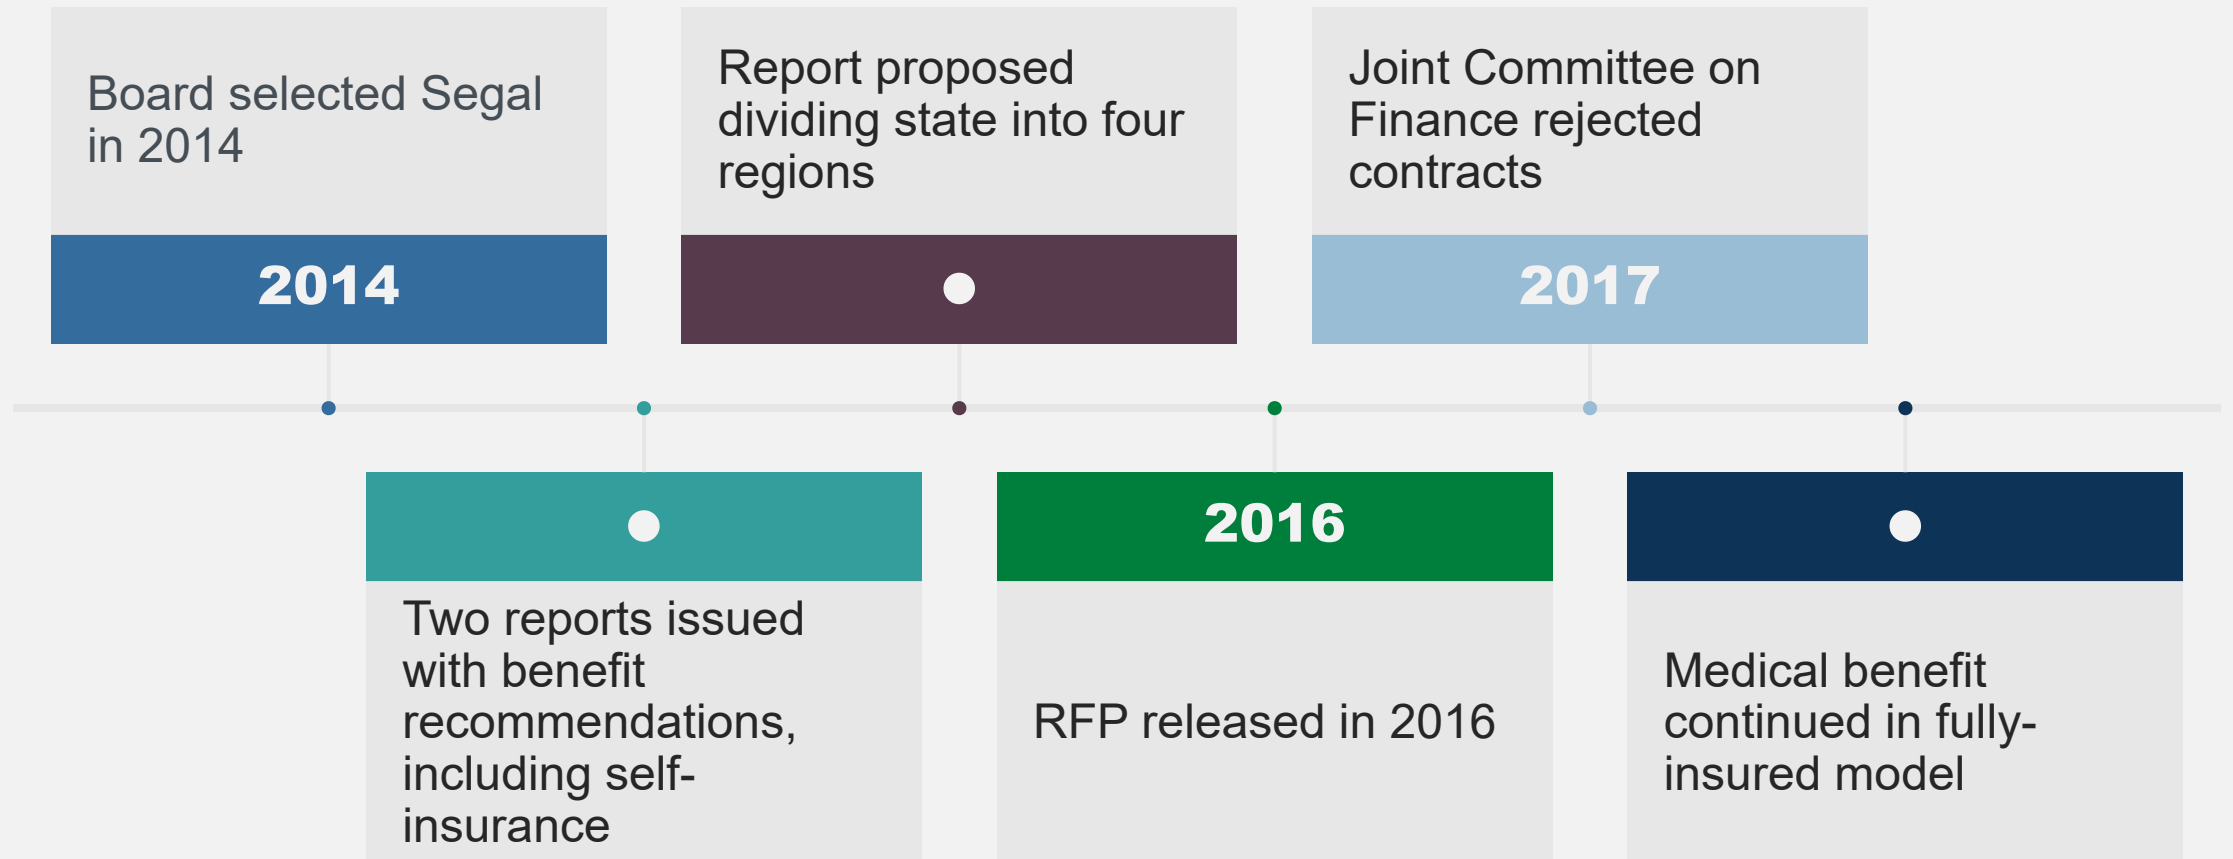 Board selected Segal
in 2014
2014
Two reports issued
with benefit
recommendations,
including self-
insurance
Report proposed
dividing state into four
regions
2016
RFP released in 2016
Joint Committee on
Finance rejected
contracts
2017
Medical benefit
continued in fully-
insured model